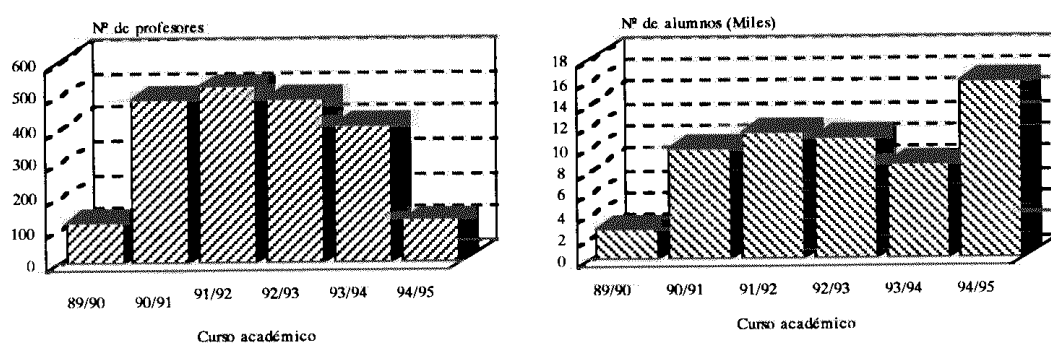 Nº de profesores
600
500
400
300
200
100
0
89/90 90/91 91/92 92/93 93/94 94/95
Curso académico
Nº de alumnos (Miles)
18
16
14
12
10
8
6
4
2
0
89/90 90/91 91/92 92/93 93/94 94/95
Curso académico